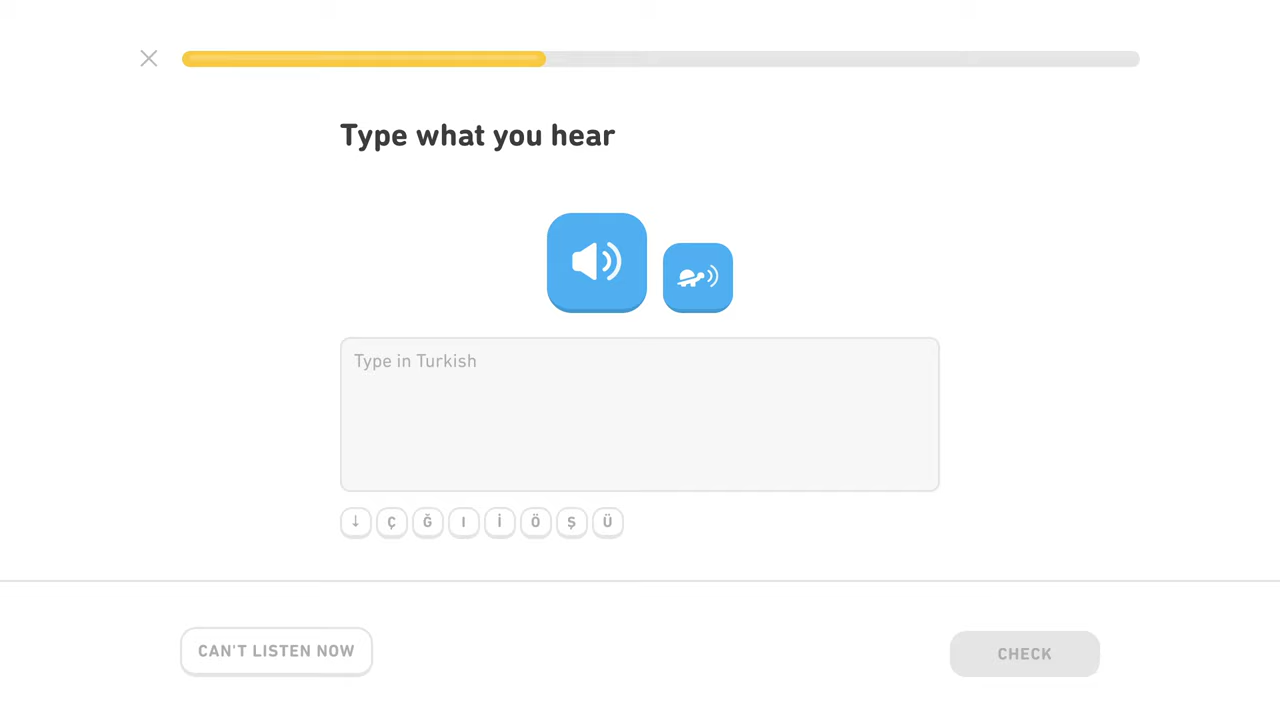 Type what you hear
Type in Turkish
↓ Ç Ğ I İ Ö Ş Ü
CAN'T LISTEN NOW
CHECK